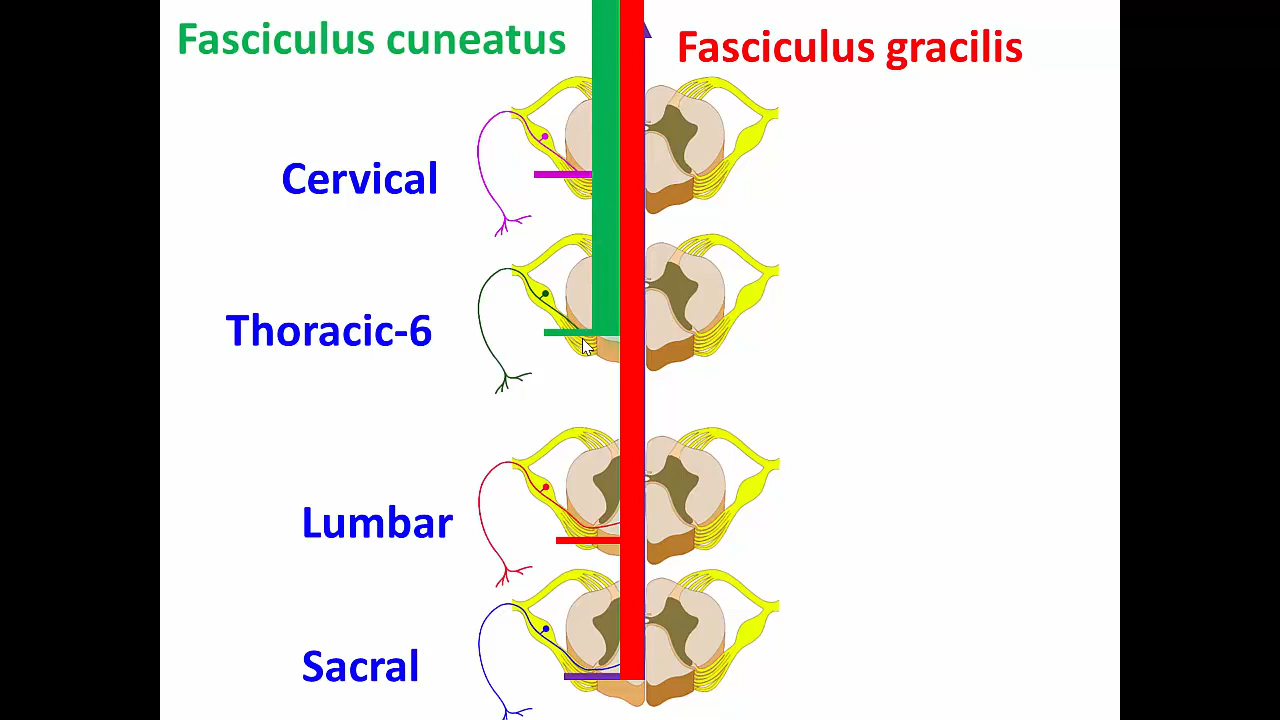 Fasciculus cuneatus
Fasciculus gracilis
Cervical
Thoracic-6
Lumbar
Sacral